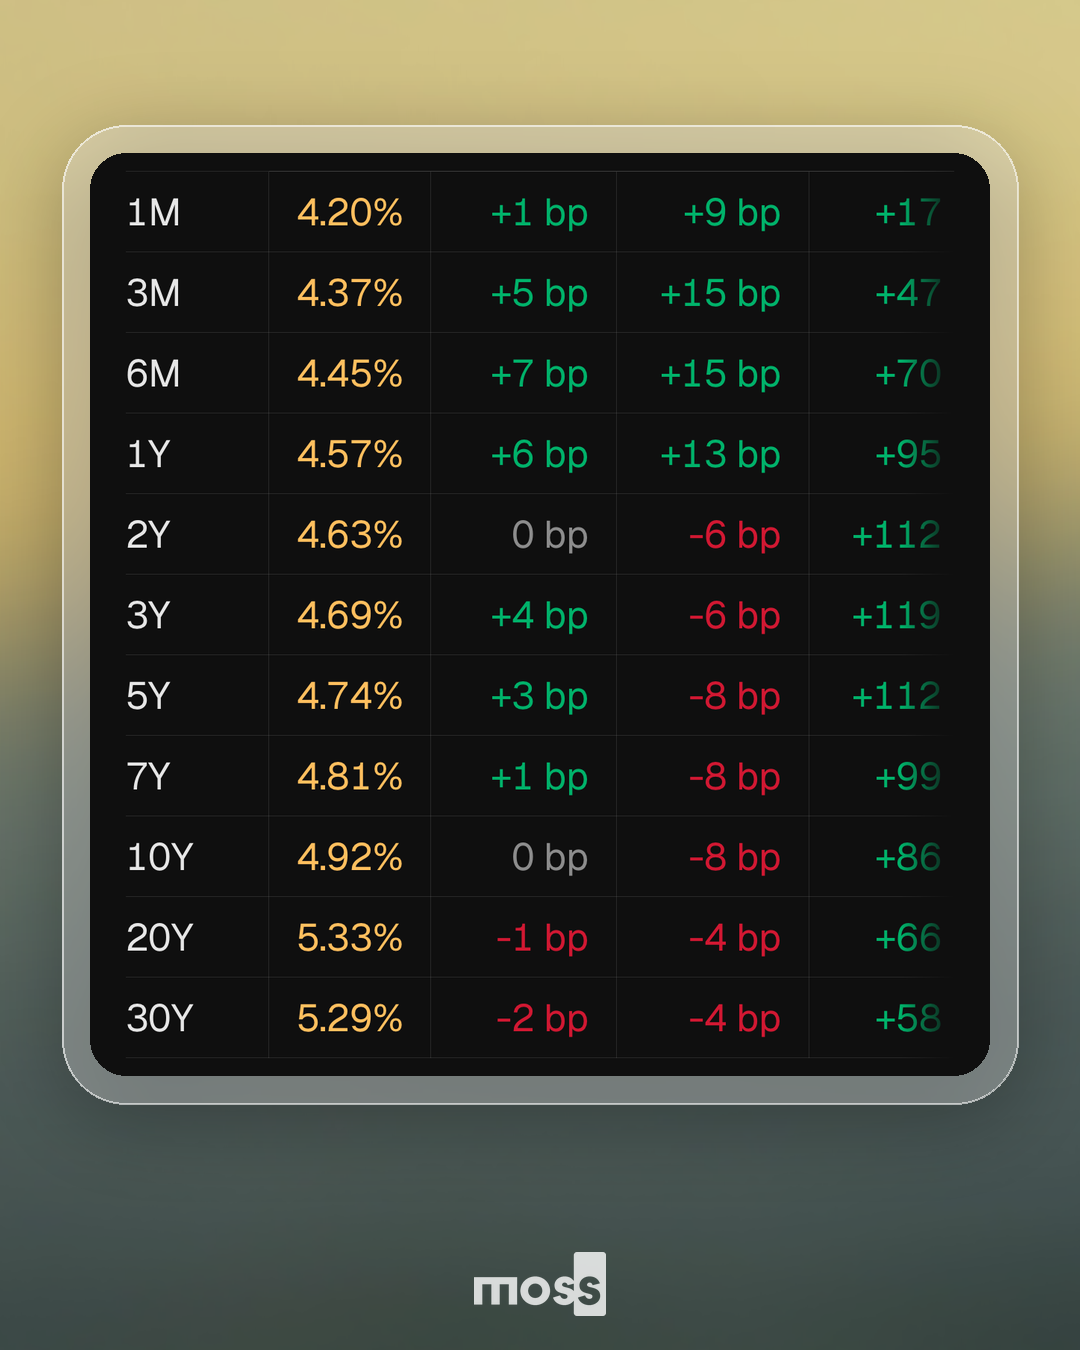 1M 4.20% +1 bp +9 bp +17
3M 4.37% +5 bp +15 bp +47
6M 4.45% +7 bp +15 bp +70
1Y 4.57% +6 bp +13 bp +95
2Y 4.63% 0 bp -6 bp +112
3Y 4.69% +4 bp -6 bp +119
5Y 4.74% +3 bp -8 bp +112
7Y 4.81% +1 bp -8 bp +99
10Y 4.92% 0 bp -8 bp +86
20Y 5.33% -1 bp -4 bp +66
30Y 5.29% -2 bp -4 bp +58
moss